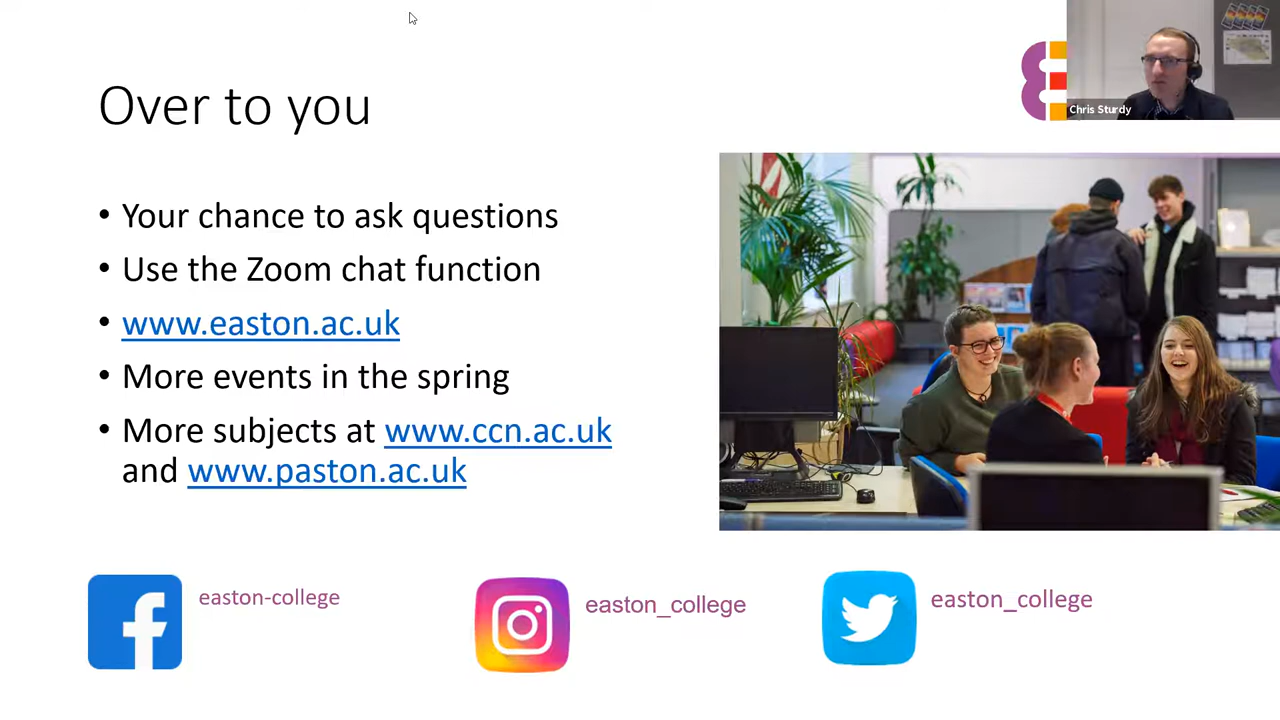 Over to you
Chris Sturdy
• Your chance to ask questions
• Use the Zoom chat function
• www.easton.ac.uk
• More events in the spring
• More subjects at www.ccn.ac.uk
and www.paston.ac.uk
easton-college
easton_college
easton_college